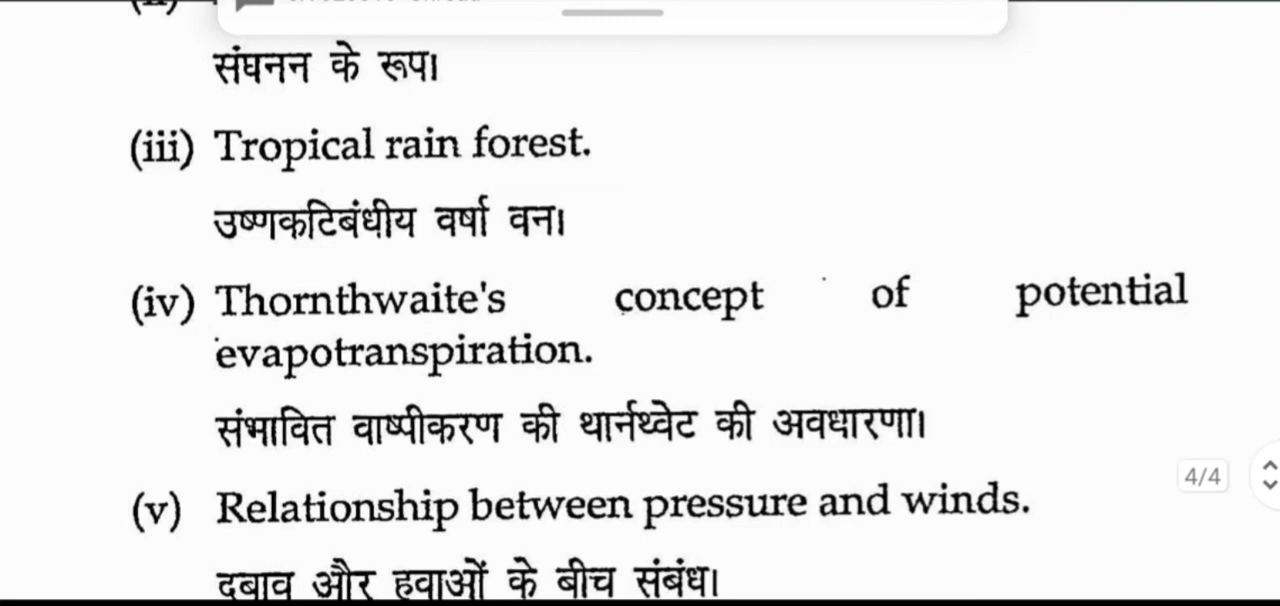 संघनन के रूप।
(iii) Tropical rain forest.
उष्णकटिबंधीय वर्षा वन।
(iv) Thornthwaite's concept of potential
evapotranspiration.
संभावित वाष्पीकरण की थार्नथ्वेट की अवधारणा।
4/4
(v) Relationship between pressure and winds.
दबाव और हवाओं के बीच संबंध।